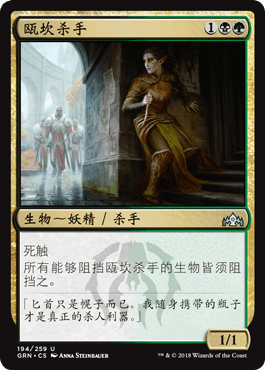 瓯坎杀手
1
生物～妖精 / 杀手
死触
所有能够阻挡瓯坎杀手的生物皆须阻
挡之。
「匕首只是幌子而已。我随身携带的瓶子
才是真正的杀人利器。」
1/1
194/259 U
GRN • CS Anna Steinbauer
™ & © 2018 Wizards of the Coast